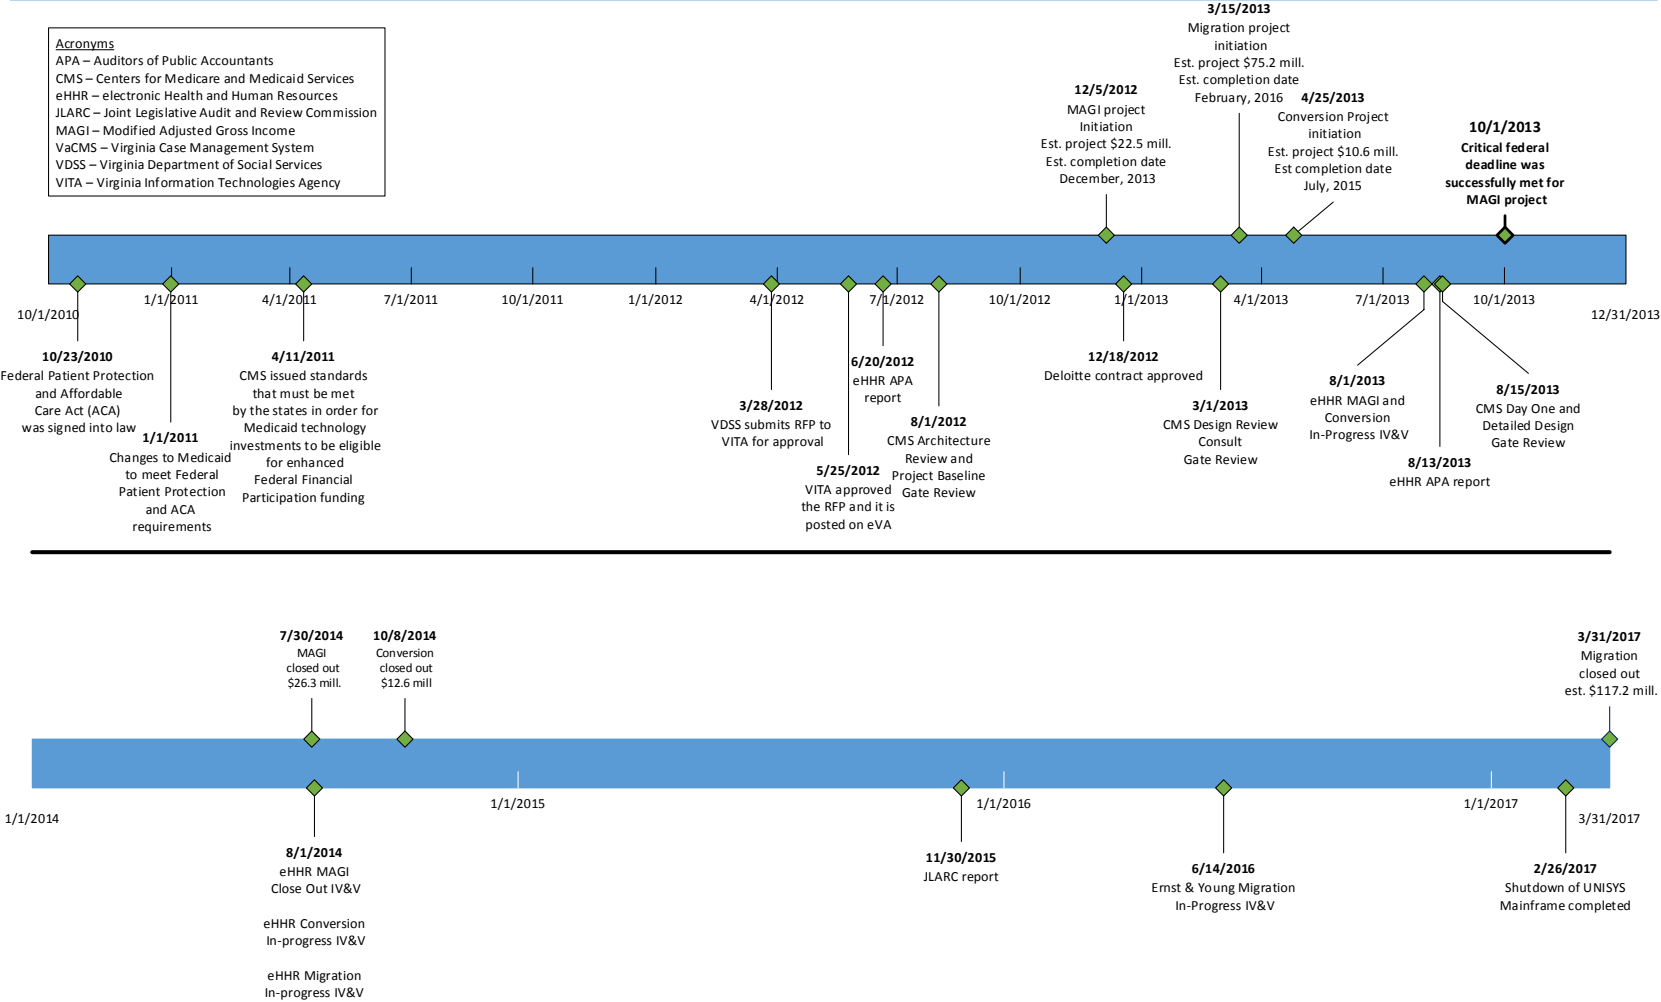 Acronyms
APA – Auditors of Public Accountants
CMS – Centers for Medicare and Medicaid Services
eHHR – electronic Health and Human Resources
JLARC – Joint Legislative Audit and Review Commission
MAGI – Modified Adjusted Gross Income
VaCMS – Virginia Case Management System
VDSS – Virginia Department of Social Services
VITA – Virginia Information Technologies Agency
12/5/2012
MAGI project
Initiation
Est. project $22.5 mill.
Est. completion date
December, 2013
3/15/2013
Migration project
initiation
Est. project $75.2 mill.
Est. completion date
February, 2016
4/25/2013
Conversion Project
initiation
Est. project $10.6 mill.
Est completion date
July, 2015
10/1/2013
Critical federal
deadline was
successfully met for
MAGI project
10/1/2010
1/1/2011
4/1/2011
7/1/2011
10/1/2011
1/1/2012
4/1/2012
7/1/2012
10/1/2012
1/1/2013
4/1/2013
7/1/2013
10/1/2013
12/31/2013
10/23/2010
Federal Patient Protection
and Affordable
Care Act (ACA)
was signed into law
1/1/2011
Changes to Medicaid
to meet Federal
Patient Protection
and ACA
requirements
4/11/2011
CMS issued standards
that must be met
by the states in order for
Medicaid technology
investments to be eligible
for enhanced
Federal Financial
Participation funding
3/28/2012
VDSS submits RFP to
VITA for approval
5/25/2012
VITA approved
the RFP and it is
posted on eVA
6/20/2012
eHHR APA
report
8/1/2012
CMS Architecture
Review and
Project Baseline
Gate Review
12/18/2012
Deloitte contract approved
3/1/2013
CMS Design Review
Consult
Gate Review
8/1/2013
eHHR MAGI and
Conversion
In-Progress IV&V
8/13/2013
eHHR APA report
8/15/2013
CMS Day One and
Detailed Design
Gate Review
7/30/2014
MAGI
closed out
$26.3 mill.
10/8/2014
Conversion
closed out
$12.6 mill
3/31/2017
Migration
closed out
est. $117.2 mill.
1/1/2014
1/1/2015
1/1/2016
1/1/2017
3/31/2017
8/1/2014
eHHR MAGI
Close Out IV&V
eHHR Conversion
In-progress IV&V
eHHR Migration
In-progress IV&V
11/30/2015
JLARC report
6/14/2016
Ernst & Young Migration
In-Progress IV&V
2/26/2017
Shutdown of UNISYS
Mainframe completed